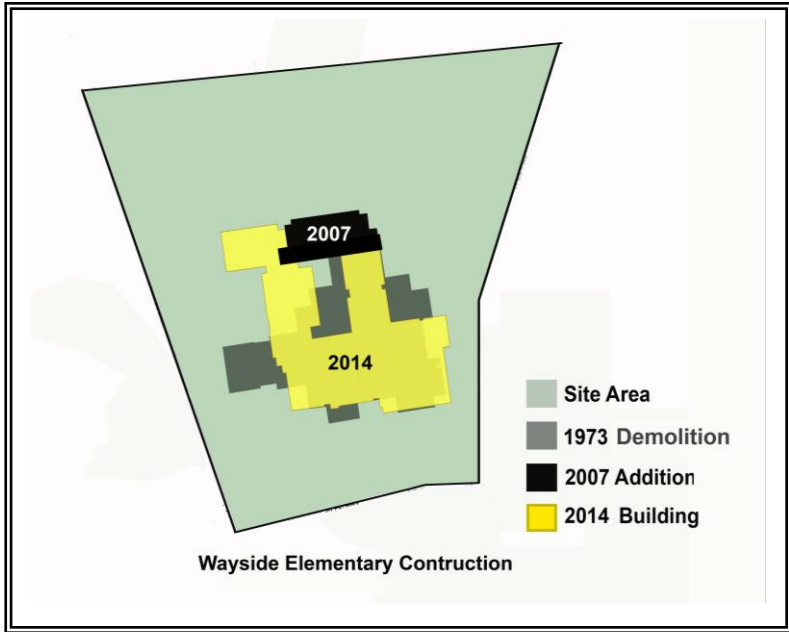 2007
2014
Site Area
1973 Demolition
2007 Addition
2014 Building
Wayside Elementary Contruction